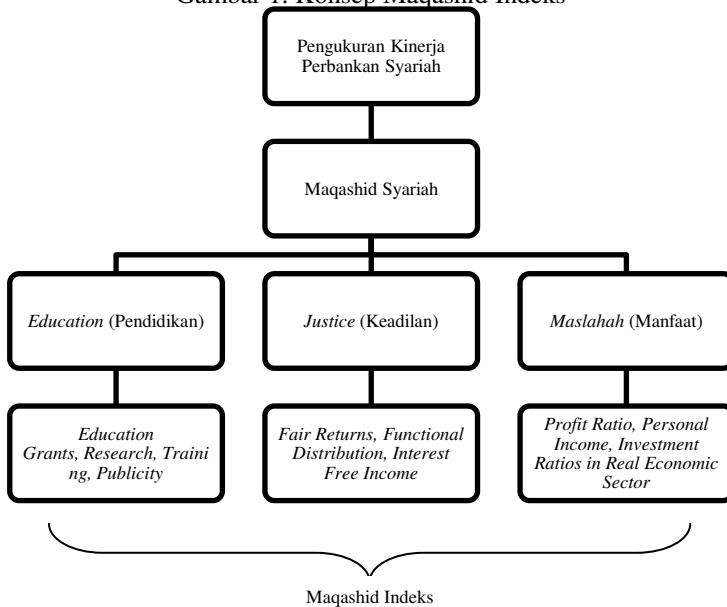 Gambar 1. Konsep Maqashid Indeks
Pengukuran Kinerja
Perbankan Syariah
Maqashid Syariah
Education (Pendidikan)
Justice (Keadilan)
Maslahah (Manfaat)
Education
Grants, Research, Traini
ng, Publicity
Fair Returns, Functional
Distribution, Interest
Free Income
Profit Ratio, Personal
Income, Investment
Ratios in Real Economic
Sector
Maqashid Indeks